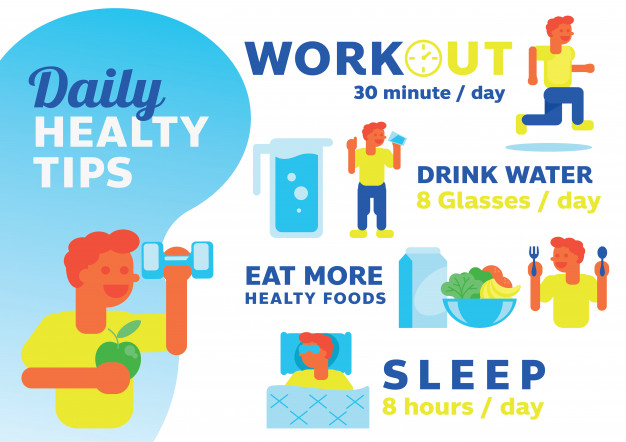 Daily
HEALTY
TIPS
WORKOUT
30 minute / day
DRINK WATER
8 Glasses / day
EAT MORE
HEALTY FOODS
SLEEP
8 hours / day